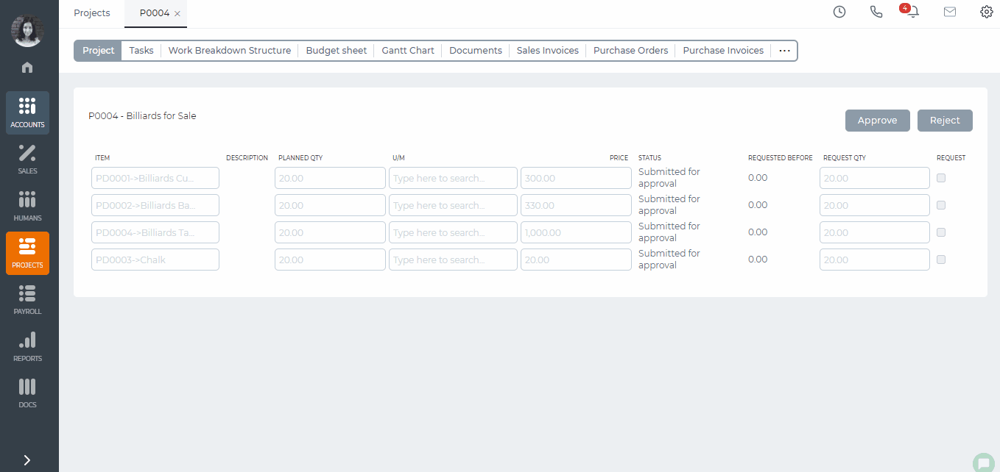 Projects P0004 ×
4
Project Tasks Work Breakdown Structure Budget sheet Gantt Chart Documents Sales Invoices Purchase Orders Purchase Invoices ...
ACCOUNTS
SALES
HUMANS
PROJECTS
PAYROLL
REPORTS
DOCS
P0004 - Billiards for Sale
Approve Reject
ITEM DESCRIPTION PLANNED QTY U/M PRICE STATUS REQUESTED BEFORE REQUEST QTY REQUEST
PD0001->Billiards Cu... 20.00 Type here to search... 300.00 Submitted for 0.00 20.00
approval
PD0002->Billiards Ba... 20.00 Type here to search... 330.00 Submitted for 0.00 20.00
approval
PD0004->Billiards Ta... 20.00 Type here to search... 1,000.00 Submitted for 0.00 20.00
approval
PD0003->Chalk 20.00 Type here to search... 20.00 Submitted for 0.00 20.00
approval